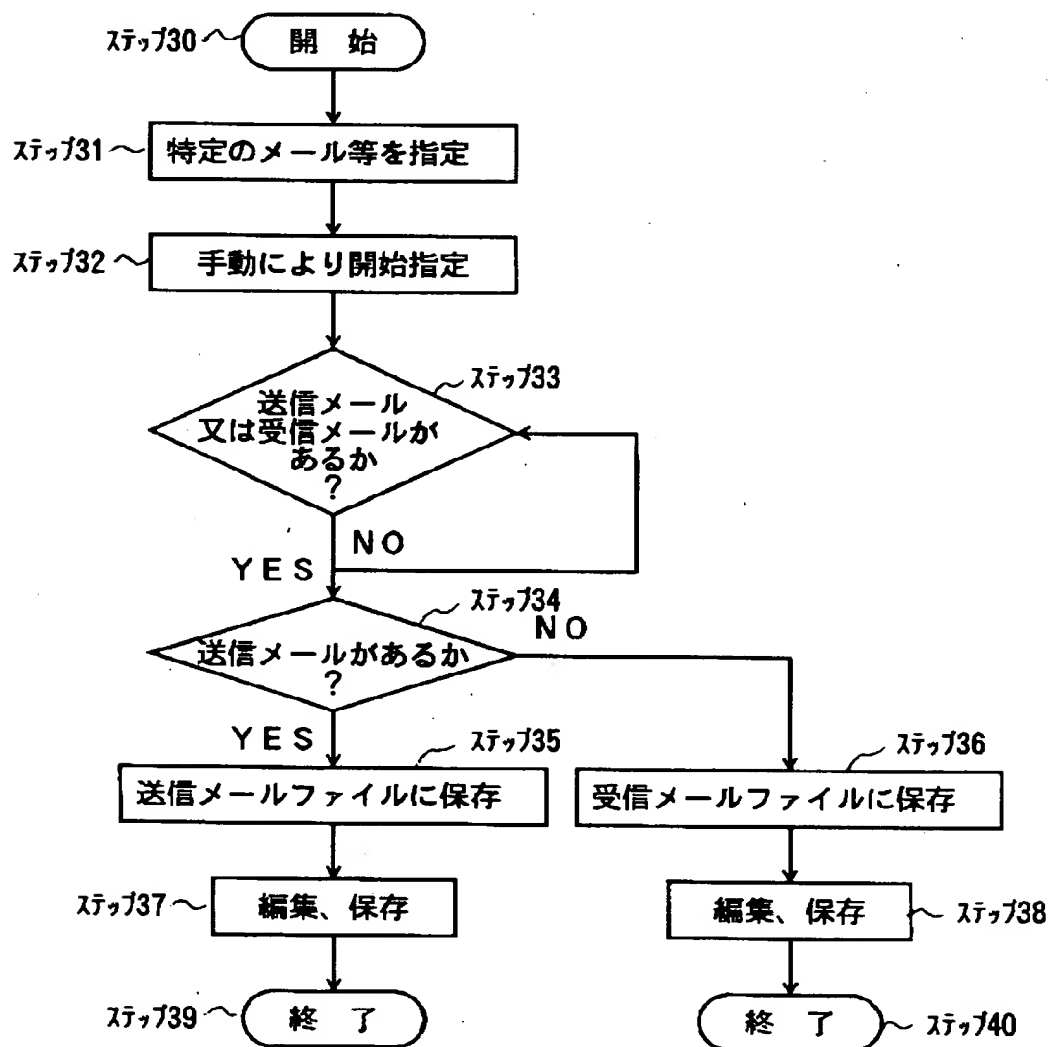 ステップ30
開 始
ステップ31
特定のメール等を指定
ステップ32
手動により開始指定
ステップ33
送信メール
又は受信メールが
あるか
?
NO
YES
ステップ34
送信メールがあるか
?
NO
YES
ステップ35
送信メールファイルに保存
ステップ36
受信メールファイルに保存
ステップ37
編集、保存
編集、保存
ステップ38
ステップ39
終 了
終 了
ステップ40